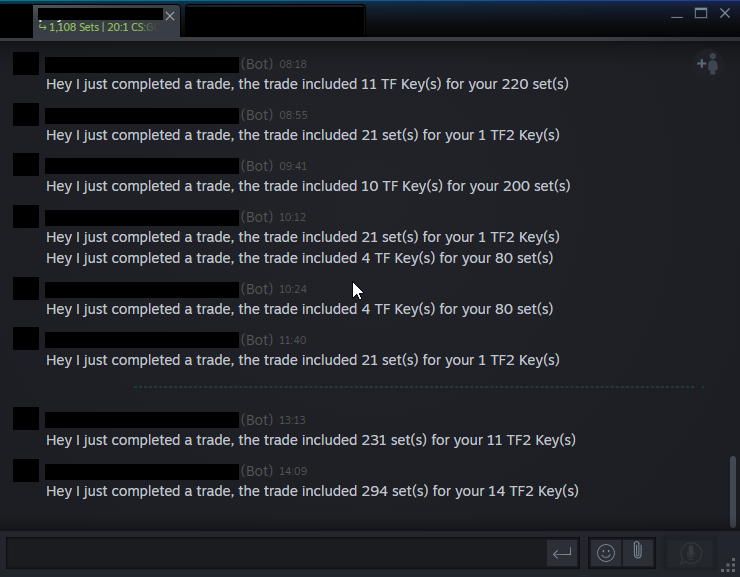 ↳ 1,108 Sets | 20:1 CS:G
(Bot) 08:18
Hey I just completed a trade, the trade included 11 TF Key(s) for your 220 set(s)
(Bot) 08:55
Hey I just completed a trade, the trade included 21 set(s) for your 1 TF2 Key(s)
(Bot) 09:41
Hey I just completed a trade, the trade included 10 TF Key(s) for your 200 set(s)
(Bot) 10:12
Hey I just completed a trade, the trade included 21 set(s) for your 1 TF2 Key(s)
Hey I just completed a trade, the trade included 4 TF Key(s) for your 80 set(s)
(Bot) 10:24
Hey I just completed a trade, the trade included 4 TF Key(s) for your 80 set(s)
(Bot) 11:40
Hey I just completed a trade, the trade included 21 set(s) for your 1 TF2 Key(s)
(Bot) 13:13
Hey I just completed a trade, the trade included 231 set(s) for your 11 TF2 Key(s)
(Bot) 14:09
Hey I just completed a trade, the trade included 294 set(s) for your 14 TF2 Key(s)